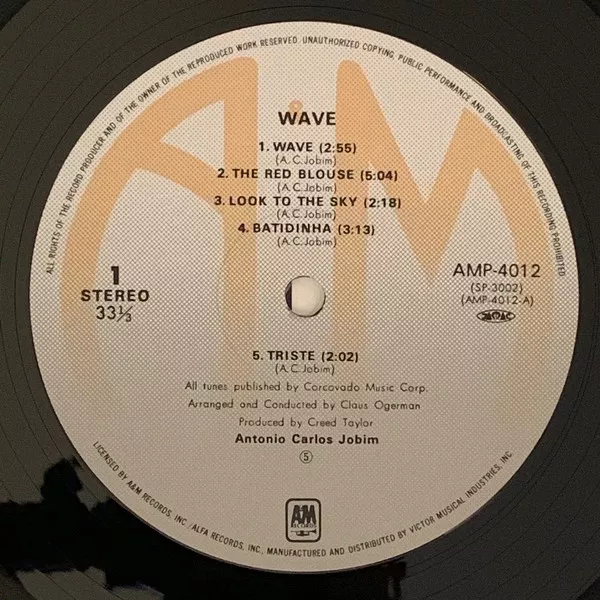 ALL RIGHTS OF THE RECORD PRODUCER AND OF THE OWNER OF THE REPRODUCED WORK RESERVED. UNAUTHORIZED COPYING, PUBLIC PERFORMANCE AND BROADCASTING OF THIS RECORDING PROHIBITED
WAVE
1. WAVE (2:55)
(A.C.Jobim)
2. THE RED BLOUSE (5:04)
(A.C.Jobim)
3. LOOK TO THE SKY (2:18)
(A.C.Jobim)
4. BATIDINHA (3:13)
(A.C.Jobim)
1
STEREO
33⅓
AMP-4012
(SP-3002)
(AMP-4012-A)
5. TRISTE (2:02)
(A.C.Jobim)
All tunes published by Corcovado Music Corp.
Arranged and Conducted by Claus Ogerman
Produced by Creed Taylor
Antonio Carlos Jobim
⑤
A&M
RECORDS
LICENSED BY A&M RECORDS, INC./ALFA RECORDS, INC., MANUFACTURED AND DISTRIBUTED BY VICTOR MUSICAL INDUSTRIES, INC